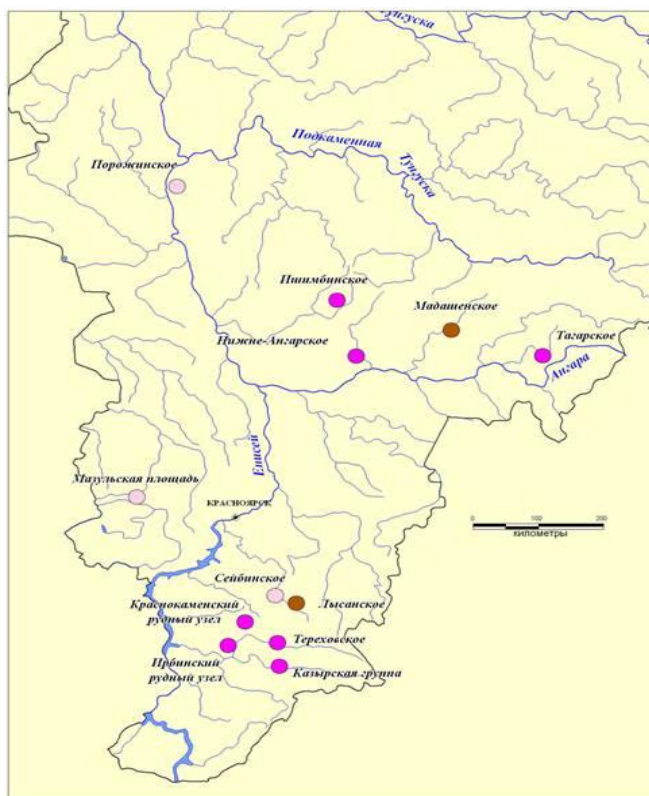 Тунгуска
Подкаменная
Тунгуска
Порожинское
Ишимбинское
Мадашенское
Нижне-Ангарское
Тагарское
Ангара
Енисей
Мазульская площадь
КРАСНОЯРСК
0 100 200
километры
Сейбинское
Краснокаменский
рудный узел
Лысанское
Тереховское
Ирбинский
рудный узел
Казырская группа